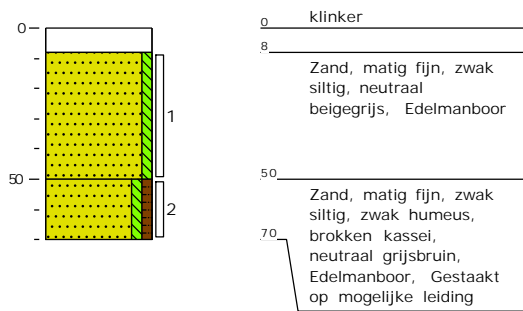 0
50
1
2
0
klinker
8
Zand, matig fijn, zwak
siltig, neutraal
beigegrijs, Edelmanboor
50
Zand, matig fijn, zwak
siltig, zwak humeus,
brokken kassei,
neutraal grijsbruin,
Edelmanboor, Gestaakt
op mogelijke leiding
70